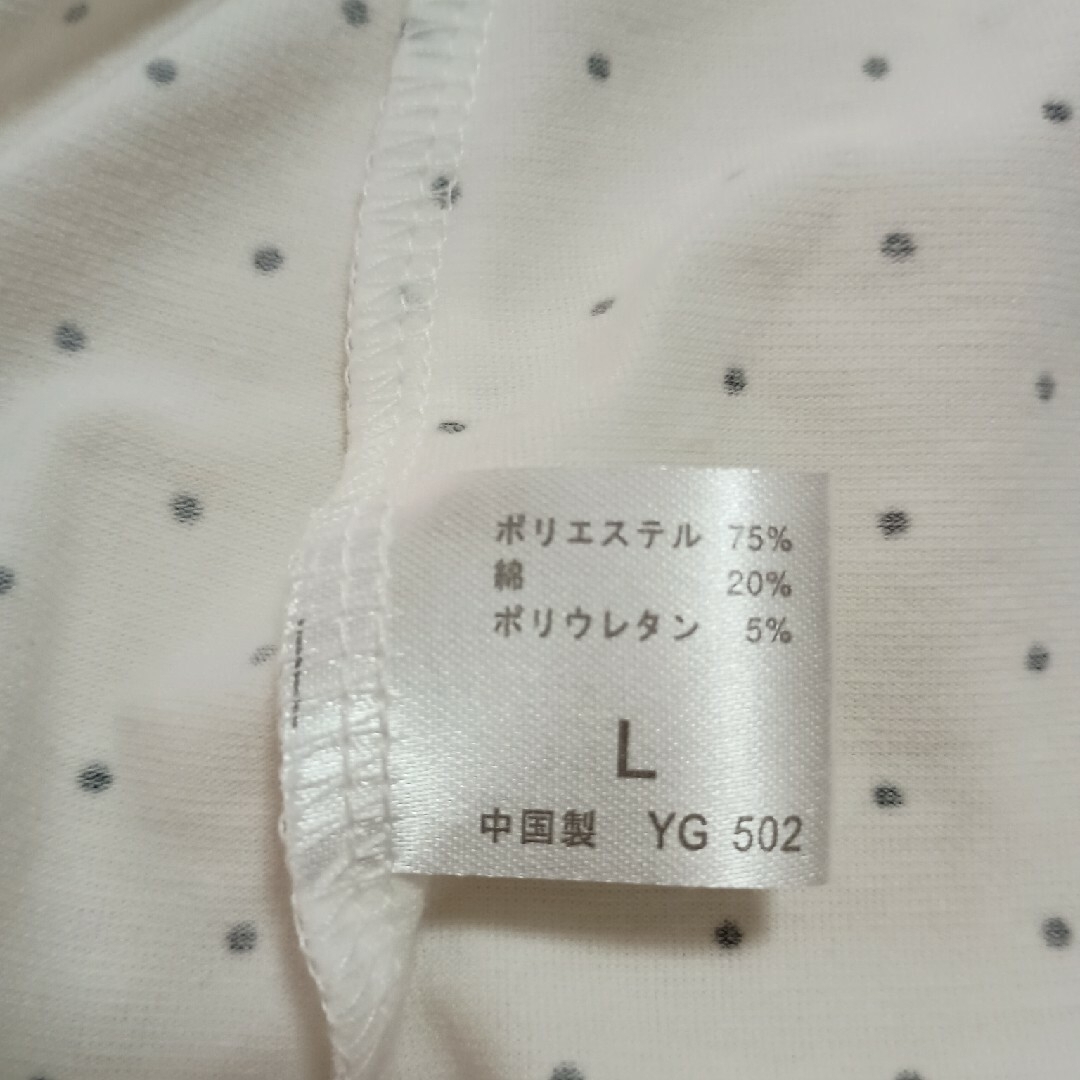 ポリエステル 75%
綿 20%
ポリウレタン 5%
L
中国製 YG 502